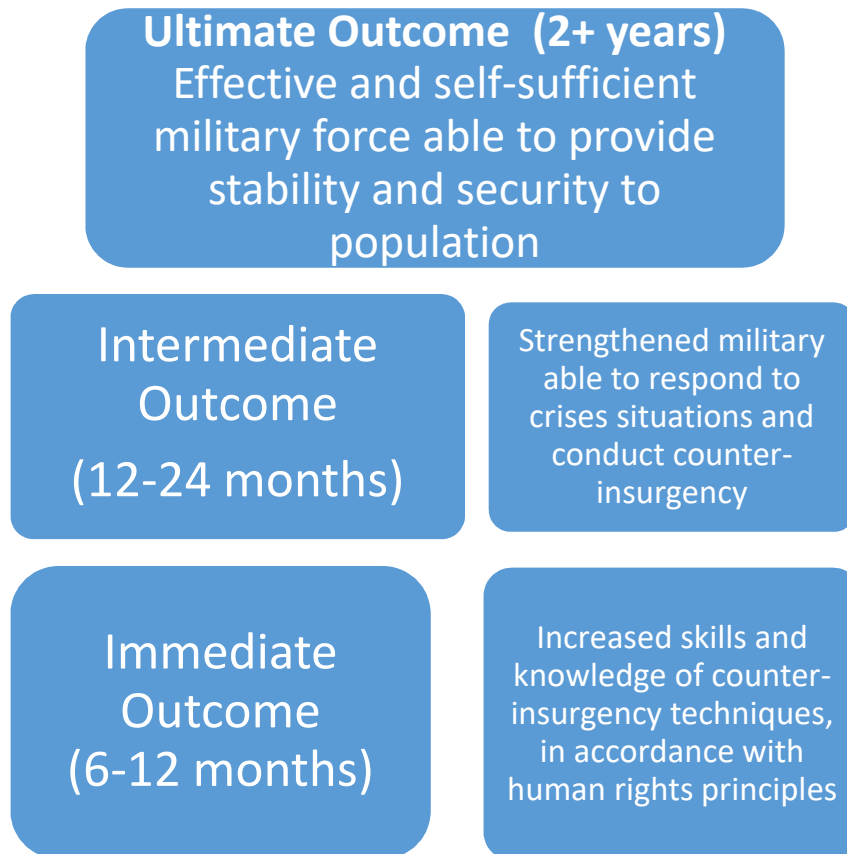 Ultimate Outcome (2+ years)
Effective and self-sufficient
military force able to provide
stability and security to
population
Intermediate
Outcome
(12-24 months)
Strengthened military
able to respond to
crises situations and
conduct counter-
insurgency
Immediate
Outcome
(6-12 months)
Increased skills and
knowledge of counter-
insurgency techniques,
in accordance with
human rights principles